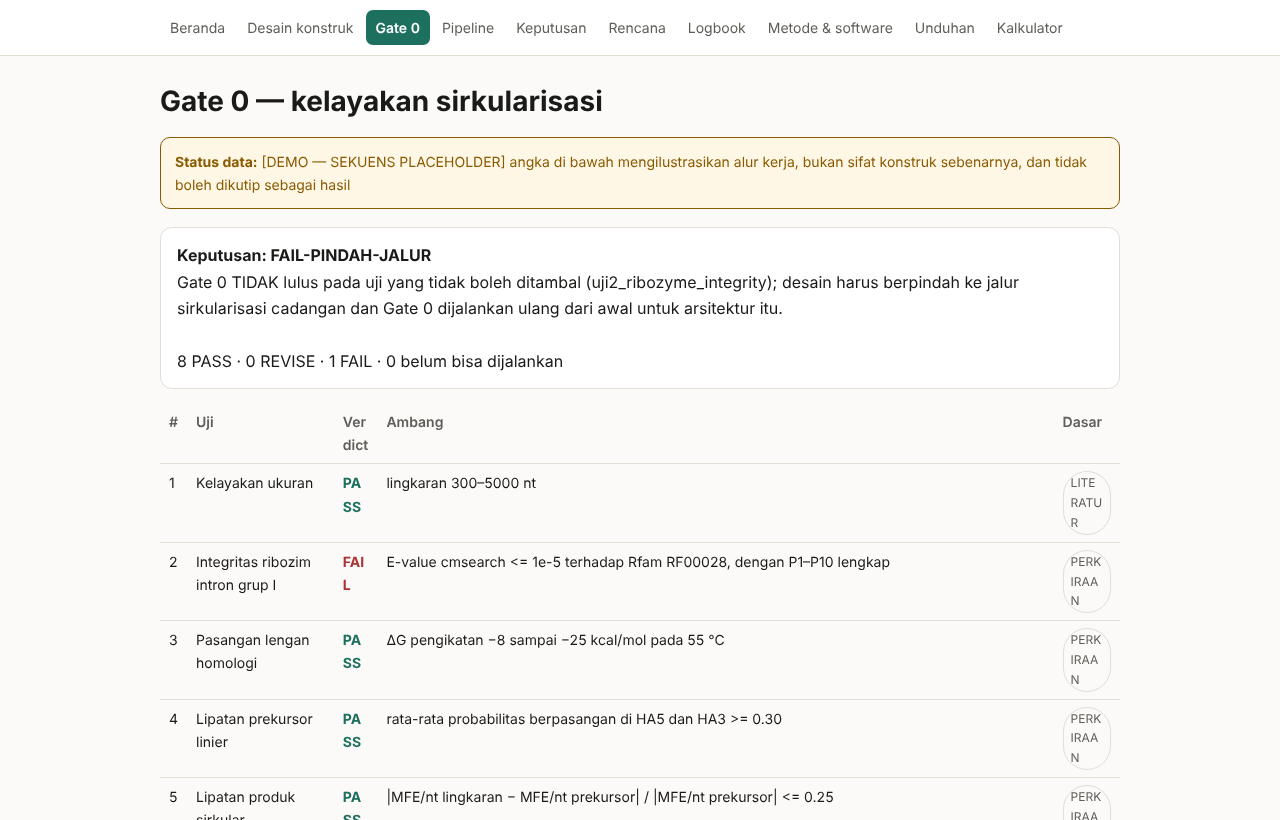 Beranda Desain konstruk Gate 0 Pipeline Keputusan Rencana Logbook Metode & software Unduhan Kalkulator
Gate 0 — kelayakan sirkularisasi
Status data: [DEMO — SEKUENS PLACEHOLDER] angka di bawah mengilustrasikan alur kerja, bukan sifat konstruk sebenarnya, dan tidak
boleh dikutip sebagai hasil
Keputusan: FAIL-PINDAH-JALUR
Gate 0 TIDAK lulus pada uji yang tidak boleh ditambal (uji2_ribozyme_integrity); desain harus berpindah ke jalur
sirkularisasi cadangan dan Gate 0 dijalankan ulang dari awal untuk arsitektur itu.
8 PASS · 0 REVISE · 1 FAIL · 0 belum bisa dijalankan
# Uji Ver Ambang Dasar
dict
1 Kelayakan ukuran PA lingkaran 300–5000 nt LITE
SS RATU
R
2 Integritas ribozim FAI E-value cmsearch <= 1e-5 terhadap Rfam RF00028, dengan P1–P10 lengkap PERK
intron grup I L IRAA
N
3 Pasangan lengan PA ΔG pengikatan −8 sampai −25 kcal/mol pada 55 °C PERK
homologi SS IRAA
N
4 Lipatan prekursor PA rata-rata probabilitas berpasangan di HA5 dan HA3 >= 0.30 PERK
linier SS IRAA
N
5 Lipatan produk PA |MFE/nt lingkaran − MFE/nt prekursor| / |MFE/nt prekursor| <= 0.25 PERK
sirkular SS IRAA